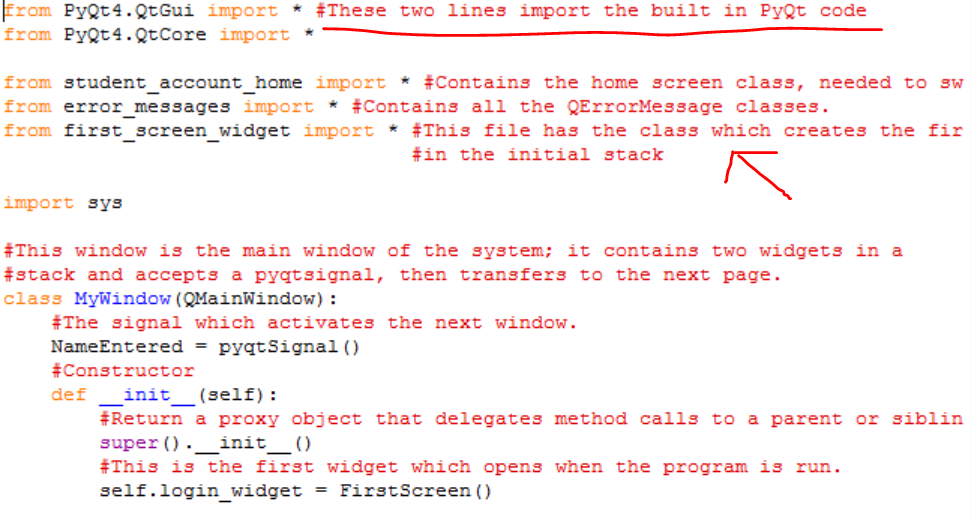 from PyQt4.QtGui import * #These two lines import the built in PyQt code
from PyQt4.QtCore import *
from student_account_home import * #Contains the home screen class, needed to sw
from error_messages import * #Contains all the QErrorMessage classes.
from first_screen_widget import * #This file has the class which creates the fir
#in the initial stack
import sys
#This window is the main window of the system; it contains two widgets in a
#stack and accepts a pyqtsignal, then transfers to the next page.
class MyWindow(QMainWindow):
    #The signal which activates the next window.
    NameEntered = pyqtSignal()
    #Constructor
    def __init__(self):
        #Return a proxy object that delegates method calls to a parent or siblin
        super().__init__()
        #This is the first widget which opens when the program is run.
        self.login_widget = FirstScreen()